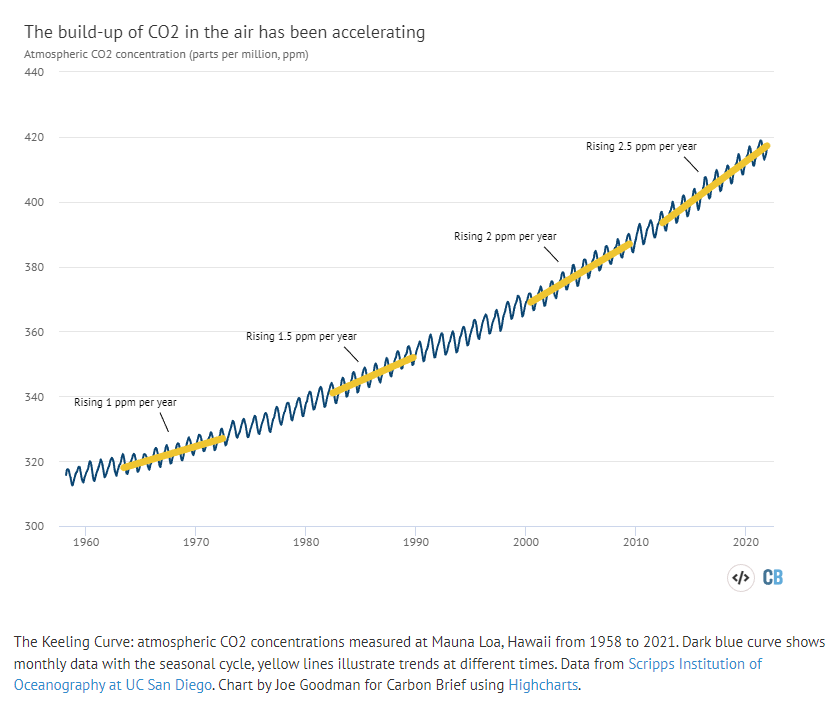 The build-up of CO2 in the air has been accelerating
Atmospheric CO2 concentration (parts per million, ppm)
440
420
Rising 2.5 ppm per year
400
Rising 2 ppm per year
380
360
Rising 1.5 ppm per year
340
Rising 1 ppm per year
320
300
1960 1970 1980 1990 2000 2010 2020
</> CB
The Keeling Curve: atmospheric CO2 concentrations measured at Mauna Loa, Hawaii from 1958 to 2021. Dark blue curve shows
monthly data with the seasonal cycle, yellow lines illustrate trends at different times. Data from Scripps Institution of
Oceanography at UC San Diego. Chart by Joe Goodman for Carbon Brief using Highcharts.